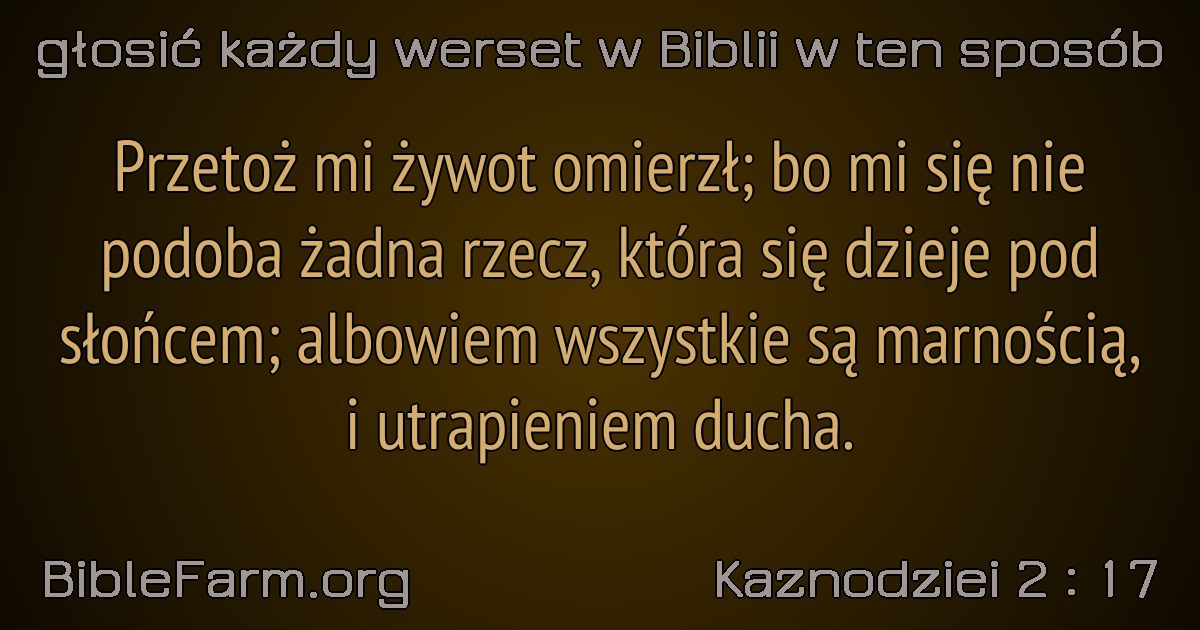 głosić każdy werset w Biblii w ten sposób
Przetoż mi żywot omierzł; bo mi się nie
podoba żadna rzecz, która się dzieje pod
słońcem; albowiem wszystkie są marnością,
i utrapieniem ducha.
BibleFarm.org
Kaznodziei 2 : 17